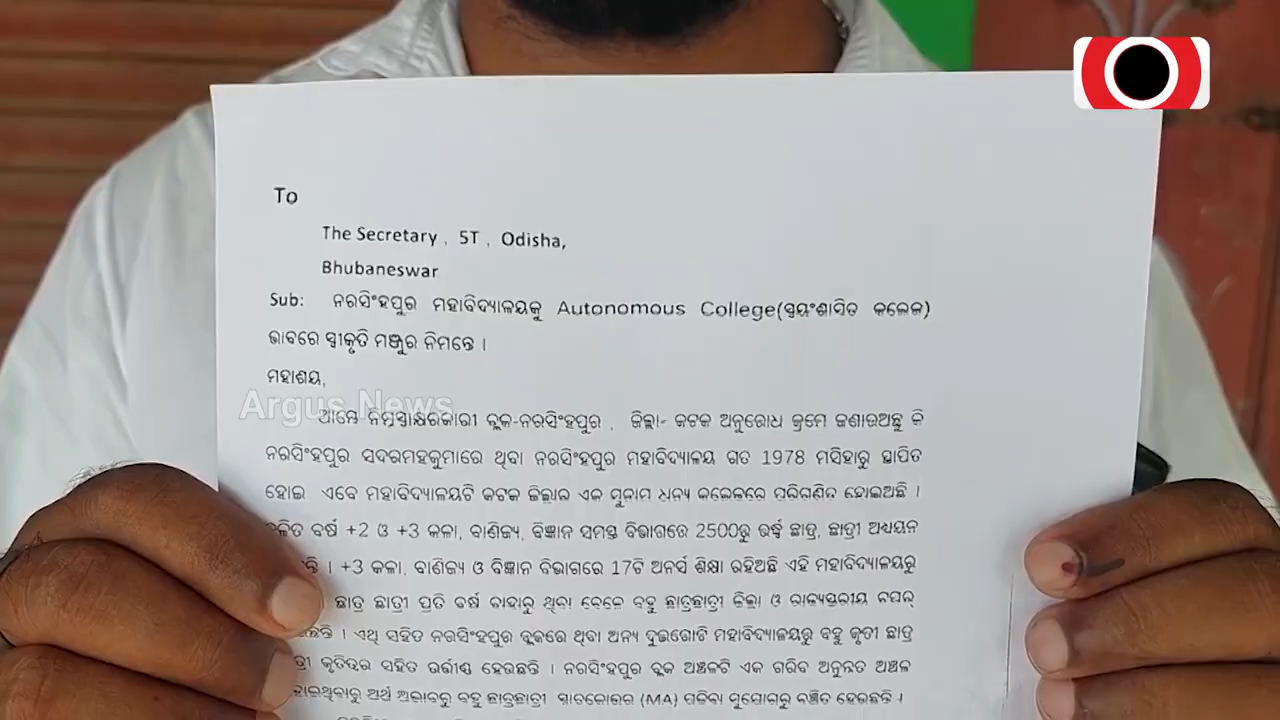 To
The Secretary , 5T , Odisha,
Bhubaneswar
Sub: ନରସିଂହପୁର ମହାବିଦ୍ୟାଳୟକୁ Autonomous College(ସ୍ୱୟଂଶାସିତ କଲେଜ)
ଭାବରେ ସ୍ୱୀକୃତି ମଞ୍ଜୁର ନିମନ୍ତେ ।
ମହାଶୟ,
Argus News
ଆମ୍ଭେ ନିମ୍ନସ୍ୱାକ୍ଷରକାରୀ ବ୍ଲକ-ନରସିଂହପୁର , ଜିଲ୍ଲା- କଟକ ଅନୁରୋଧ କ୍ରମେ ଜଣାଉଅଛୁ କି
ନରସିଂହପୁର ସଦରମହକୁମାରେ ଥିବା ନରସିଂହପୁର ମହାବିଦ୍ୟାଳୟ ଗତ 1978 ମସିହାରୁ ସ୍ଥାପିତ
ହୋଇ ଏବେ ମହାବିଦ୍ୟାଳୟଟି କଟକ ଜିଲ୍ଲାର ଏକ ସୁନାମ ଧନ୍ୟ କଲେଜରେ ପରିଗଣିତ ହୋଇଅଛି ।
ବର୍ଷ +2 ଓ +3 କଳା, ବାଣିଜ୍ୟ, ବିଜ୍ଞାନ ସମସ୍ତ ବିଭାଗରେ 2500ରୁ ଉର୍ଦ୍ଧ୍ୱ ଛାତ୍ର, ଛାତ୍ରୀ ଅଧ୍ୟୟନ
। +3 କଳା, ବାଣିଜ୍ୟ ଓ ବିଜ୍ଞାନ ବିଭାଗରେ 17ଟି ଅନର୍ସ ଶିକ୍ଷା ରହିଅଛି ଏହି ମହାବିଦ୍ୟାଳୟରୁ
ଛାତ୍ର ଛାତ୍ରୀ ପ୍ରତି ବର୍ଷ ବାହାରୁ ଥିବା ବେଳେ ବହୁ ଛାତ୍ରଛାତ୍ରୀ ଜିଲ୍ଲା ଓ ରାଜ୍ୟସ୍ତରୀୟ ଟପର୍
। ଏଥି ସହିତ ନରସିଂହପୁର ବ୍ଲକରେ ଥିବା ଅନ୍ୟ ଦୁଇଗୋଟି ମହାବିଦ୍ୟାଳୟରୁ ବହୁ କୃତୀ ଛାତ୍ର
କୃତିତ୍ୱର ସହିତ ଉର୍ତ୍ତୀଣ୍ଣ ହେଉଛନ୍ତି । ନରସିଂହପୁର ବ୍ଲକ ଅଞ୍ଚଳଟି ଏକ ଗରିବ ଅନୁନ୍ନତ ଅଞ୍ଚଳ
ଅର୍ଥ ଅଭାବରୁ ବହୁ ଛାତ୍ରଛାତ୍ରୀ ସ୍ନାତକୋତ୍ତର (MA) ପଢିବା ସୁଯୋଗରୁ ବଞ୍ଚିତ ହେଉଛନ୍ତି ।